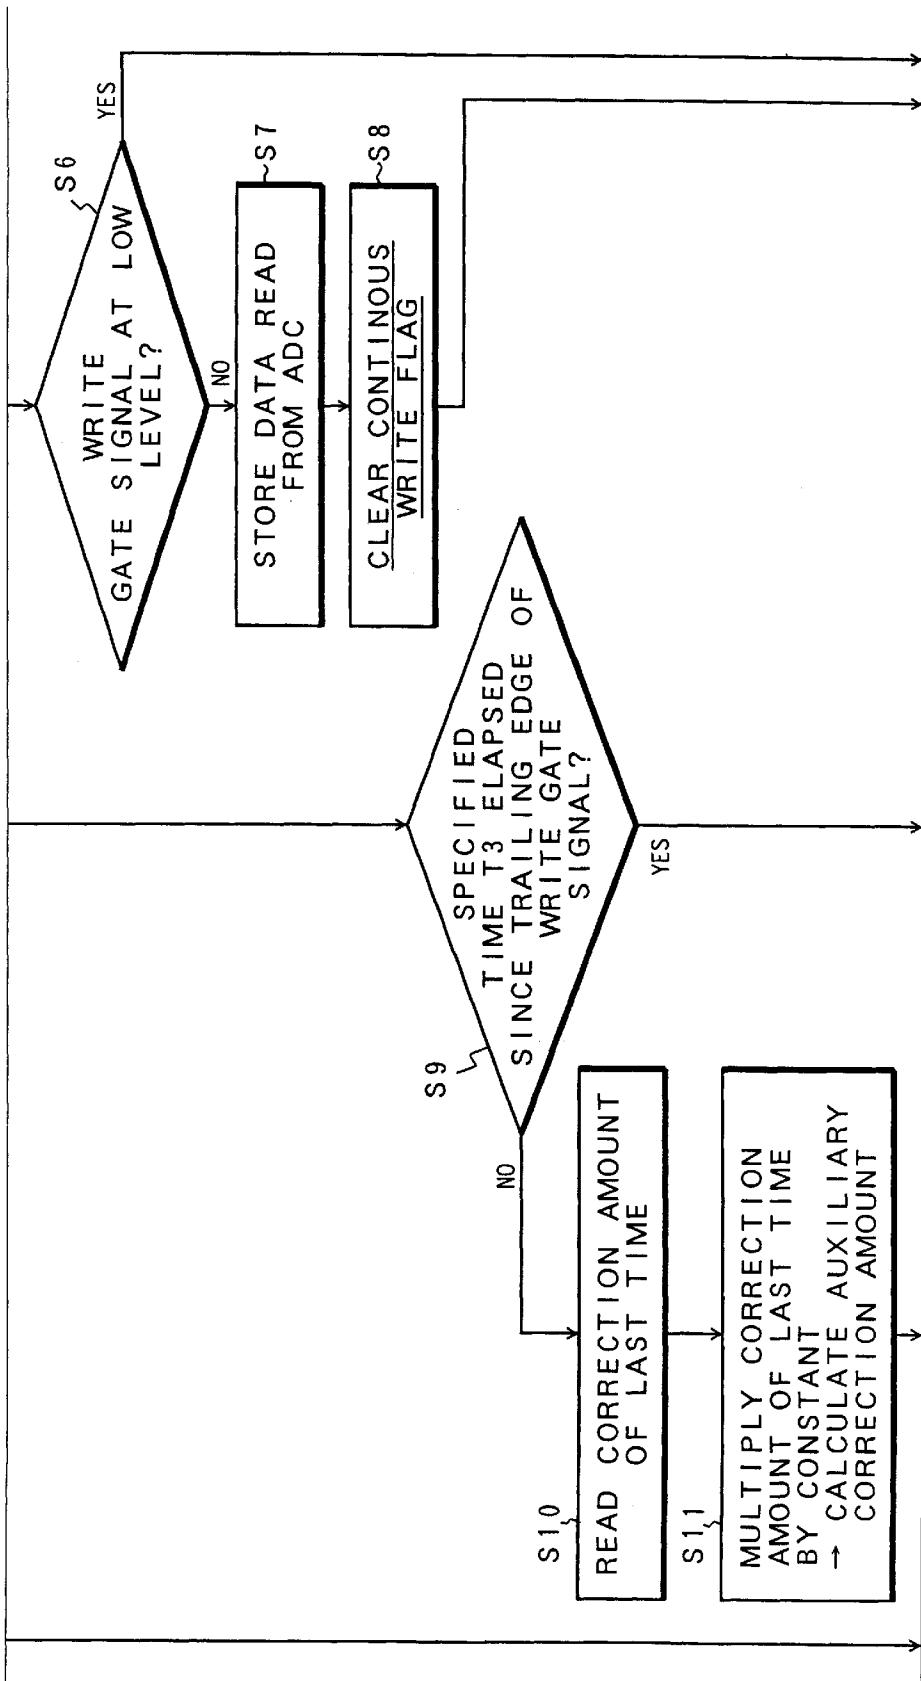 S6
WRITE
GATE SIGNAL AT LOW
LEVEL?
YES
NO
STORE DATA READ
FROM ADC
S7
CLEAR CONTINOUS
WRITE FLAG
S8
S9
SPECIFIED
TIME T3 ELAPSED
SINCE TRAILING EDGE OF
WRITE GATE
SIGNAL?
NO
YES
S10
READ CORRECTION AMOUNT
OF LAST TIME
S11
MULTIPLY CORRECTION
AMOUNT OF LAST TIME
BY CONSTANT
→ CALCULATE AUXILIARY
CORRECTION AMOUNT